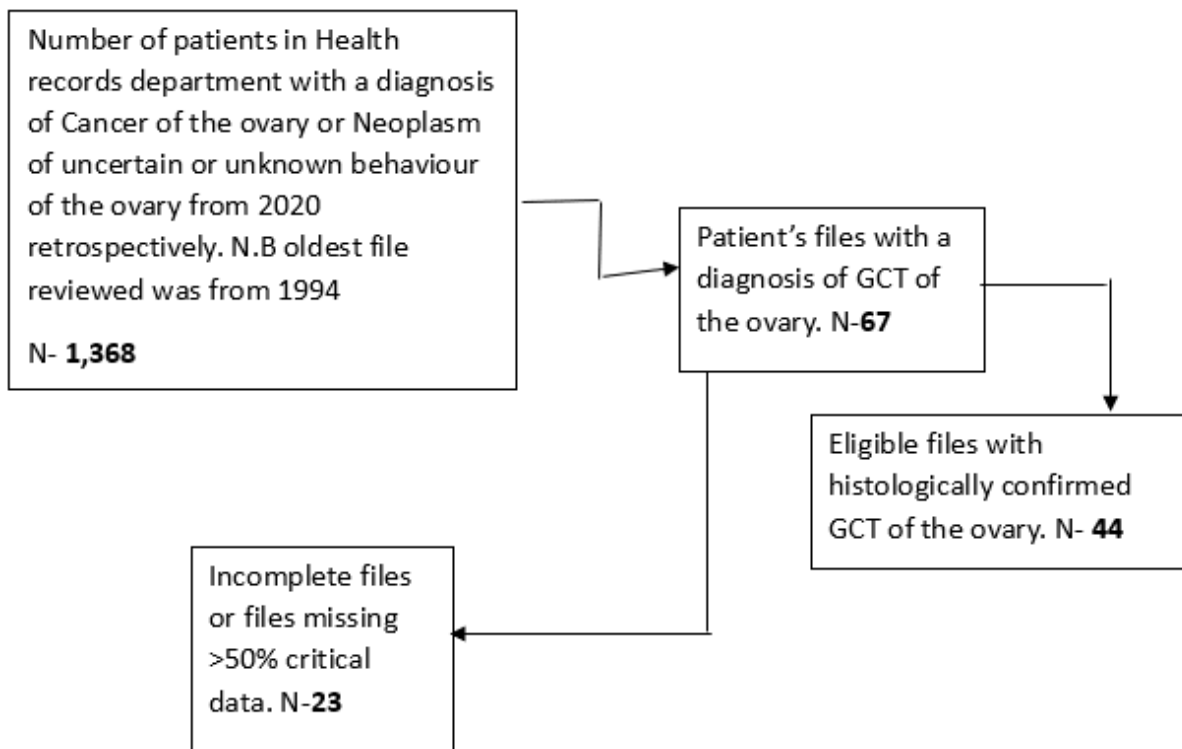 Number of patients in Health
records department with a diagnosis
of Cancer of the ovary or Neoplasm
of uncertain or unknown behaviour
of the ovary from 2020
retrospectively. N.B oldest file
reviewed was from 1994
N- 1,368
Patient’s files with a
diagnosis of GCT of
the ovary. N-67
Eligible files with
histologically confirmed
GCT of the ovary. N- 44
Incomplete files
or files missing
>50% critical
data. N-23